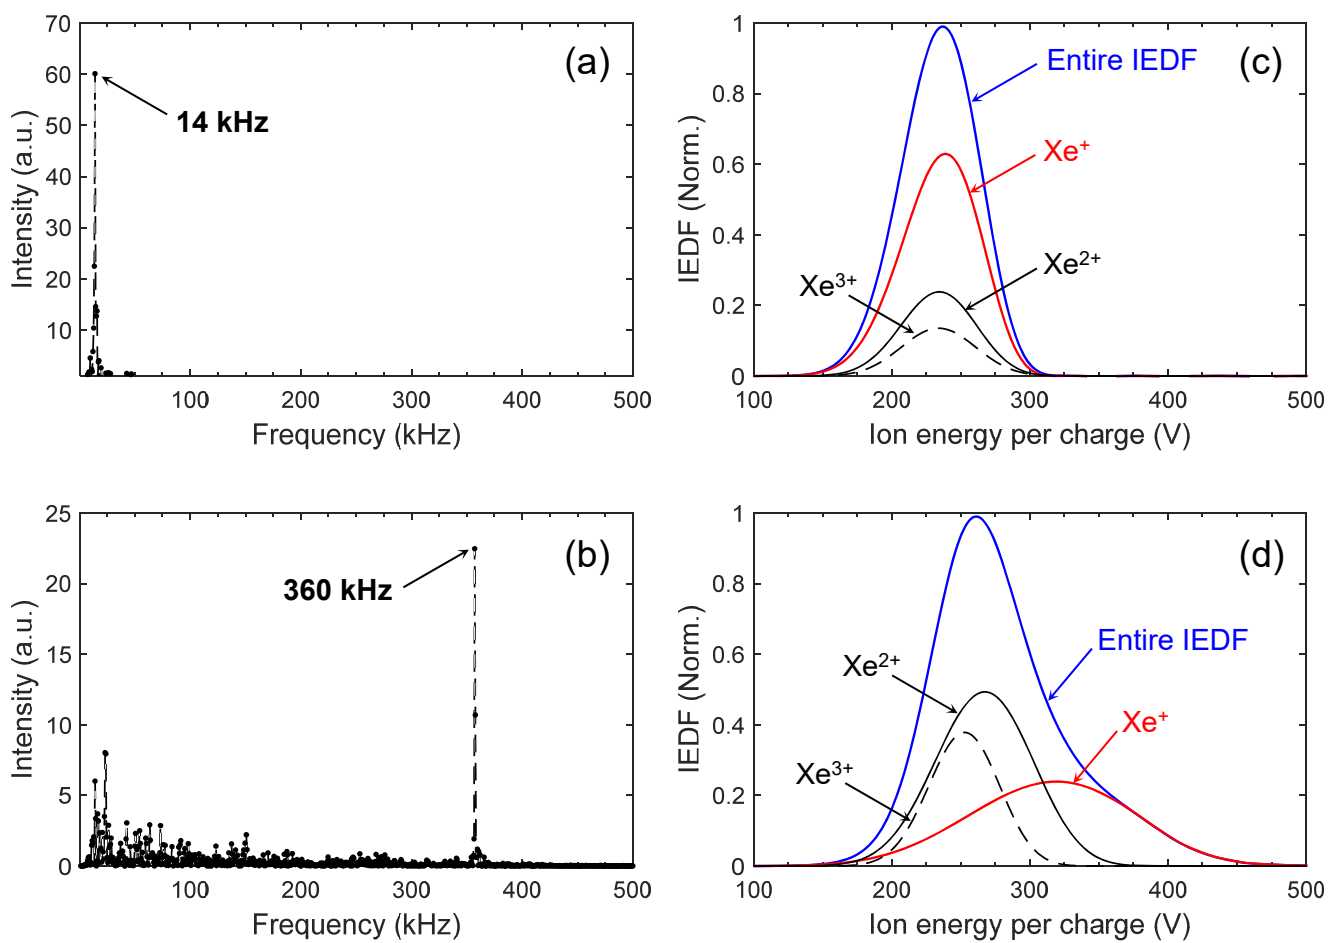 (a)
14 kHz
Intensity (a.u.)
70
60
50
40
30
20
10
100 200 300 400 500
Frequency (kHz)
(c)
Entire IEDF
Xe⁺
Xe²⁺
Xe³⁺
IEDF (Norm.)
1
0.8
0.6
0.4
0.2
0
100 200 300 400 500
Ion energy per charge (V)
(b)
360 kHz
Intensity (a.u.)
25
20
15
10
5
0
100 200 300 400 500
Frequency (kHz)
(d)
Entire IEDF
Xe²⁺
Xe⁺
Xe³⁺
IEDF (Norm.)
1
0.8
0.6
0.4
0.2
0
100 200 300 400 500
Ion energy per charge (V)